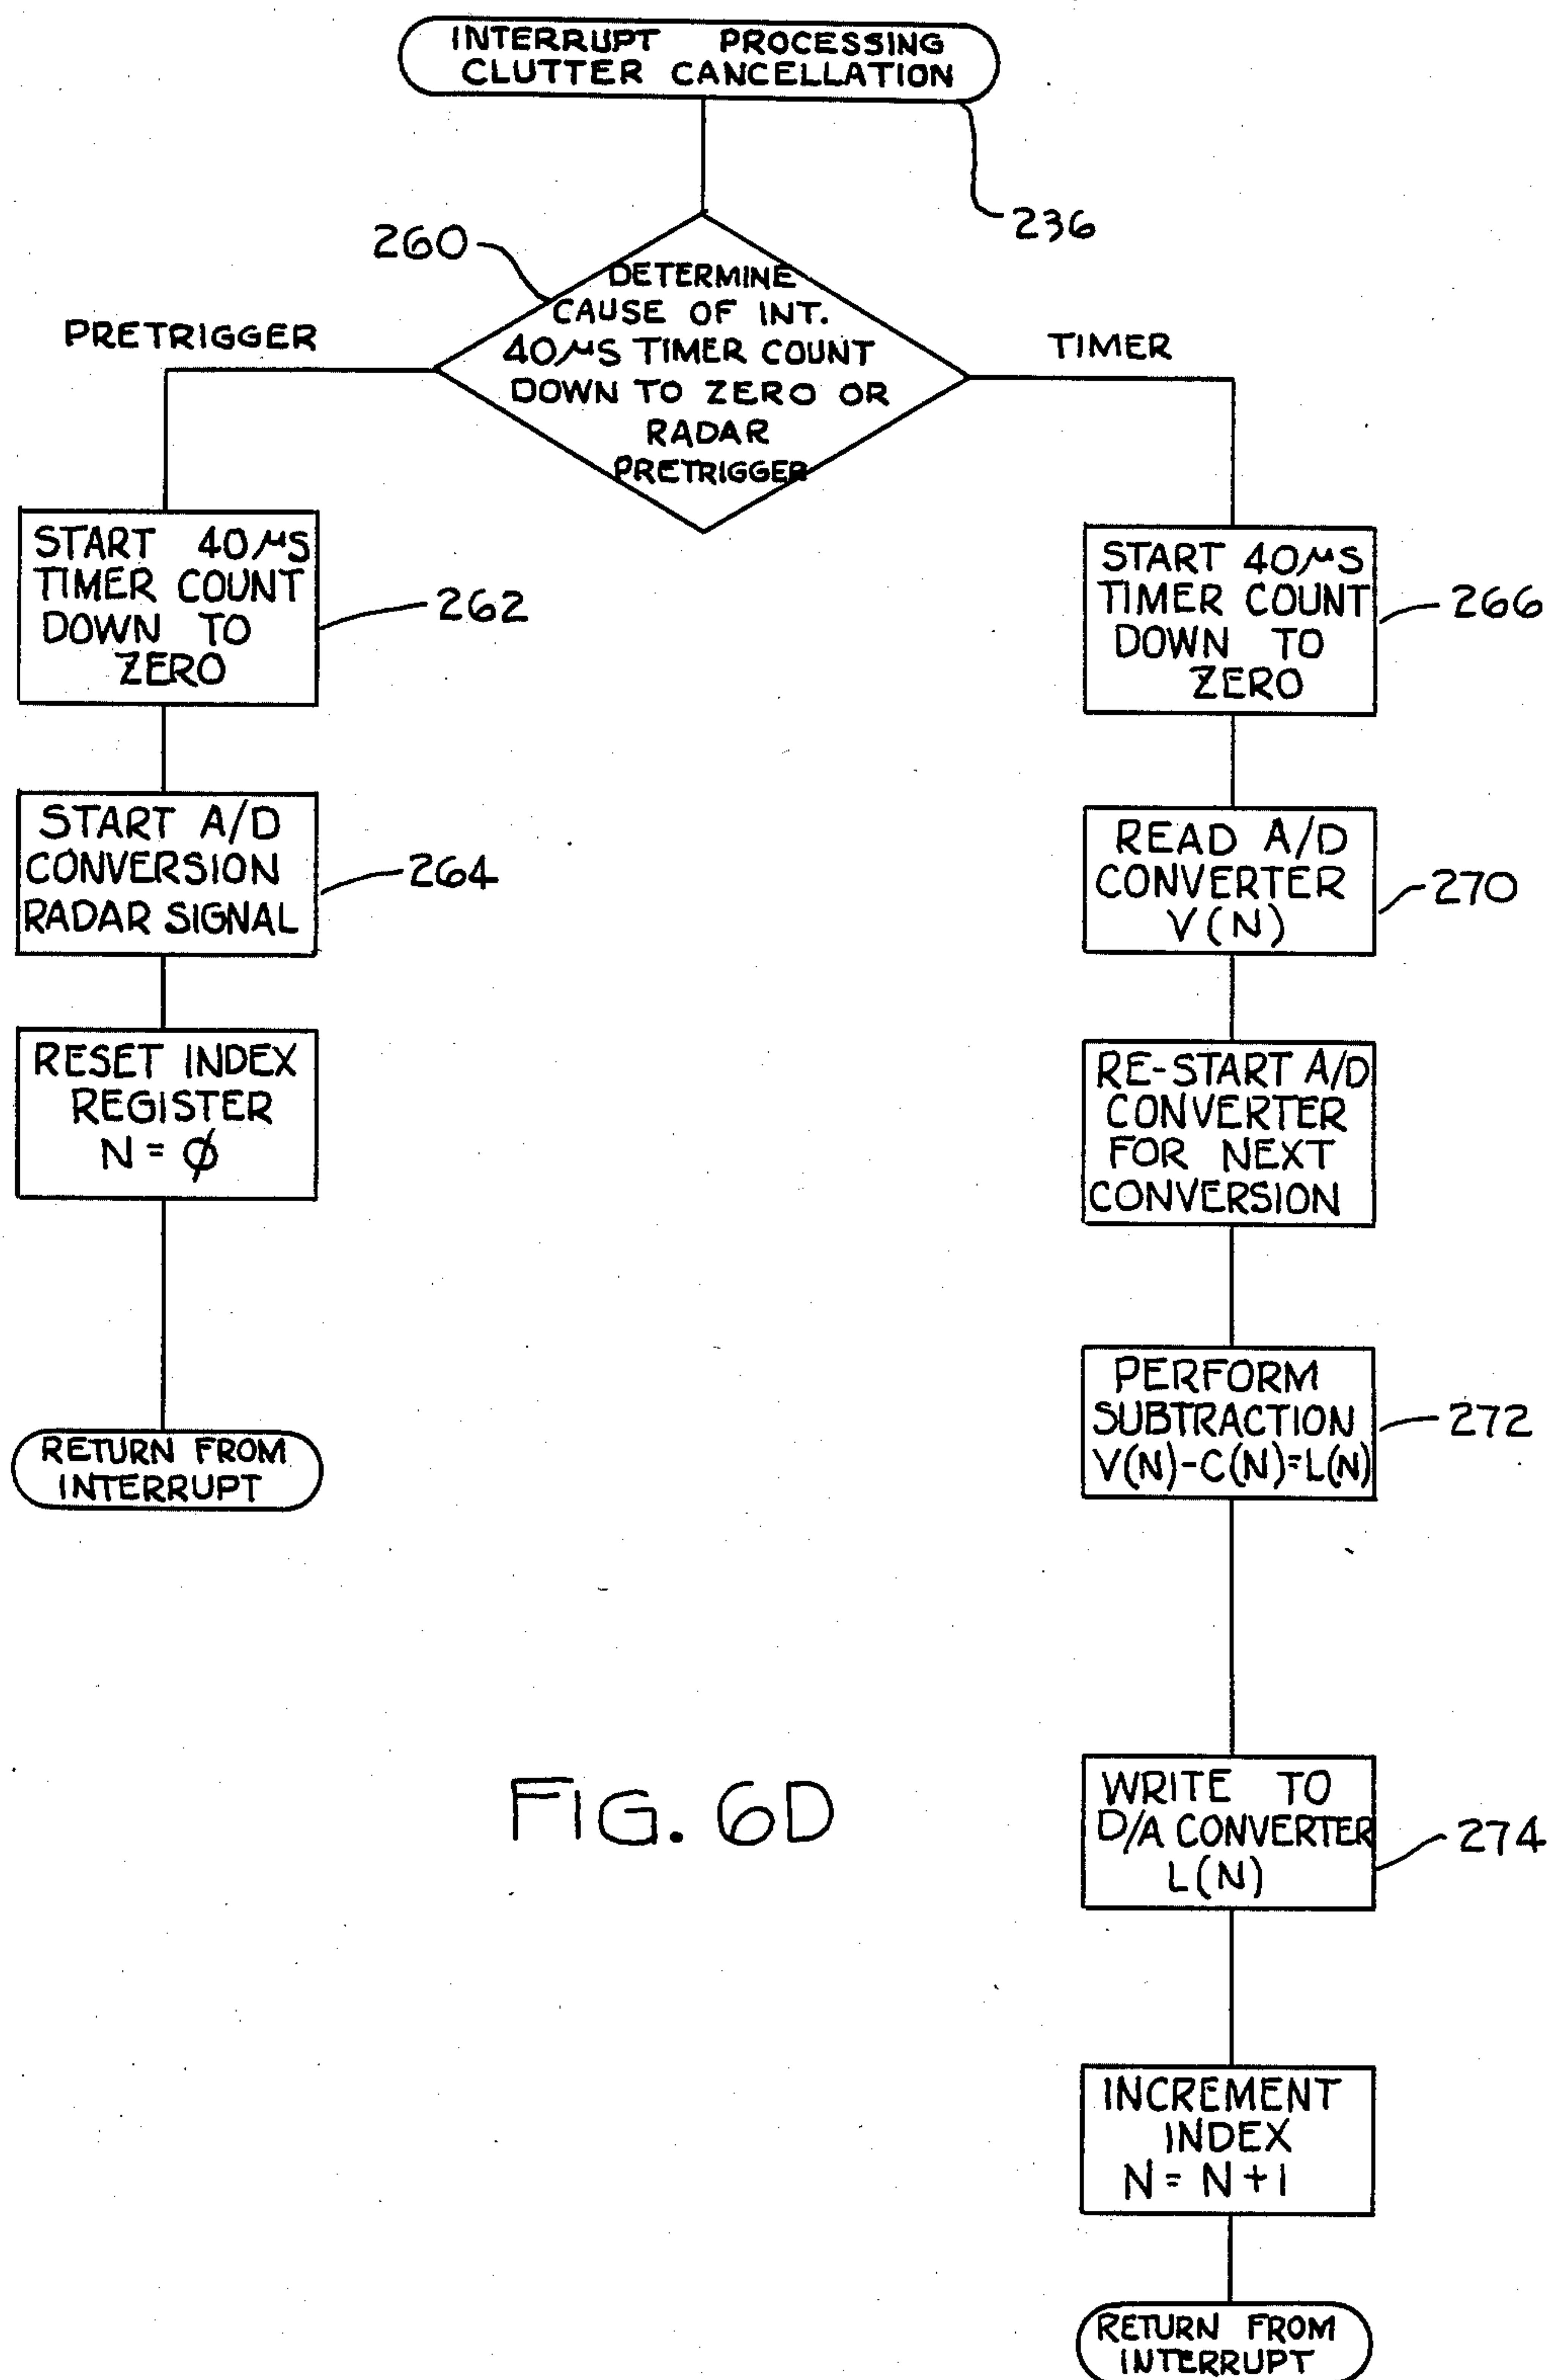 INTERRUPT PROCESSING
CLUTTER CANCELLATION
236
260
DETERMINE
CAUSE OF INT.
40μS TIMER COUNT
DOWN TO ZERO OR
RADAR
PRETRIGGER
PRETRIGGER
TIMER
START 40μS
TIMER COUNT
DOWN TO
ZERO
262
START A/D
CONVERSION
RADAR SIGNAL
264
RESET INDEX
REGISTER
N = φ
RETURN FROM
INTERRUPT
START 40μS
TIMER COUNT
DOWN TO
ZERO
266
READ A/D
CONVERTER
V(N)
270
RE-START A/D
CONVERTER
FOR NEXT
CONVERSION
PERFORM
SUBTRACTION
V(N)-C(N)=L(N)
272
WRITE TO
D/A CONVERTER
L(N)
274
INCREMENT
INDEX
N = N + 1
RETURN FROM
INTERRUPT
FIG. 6D